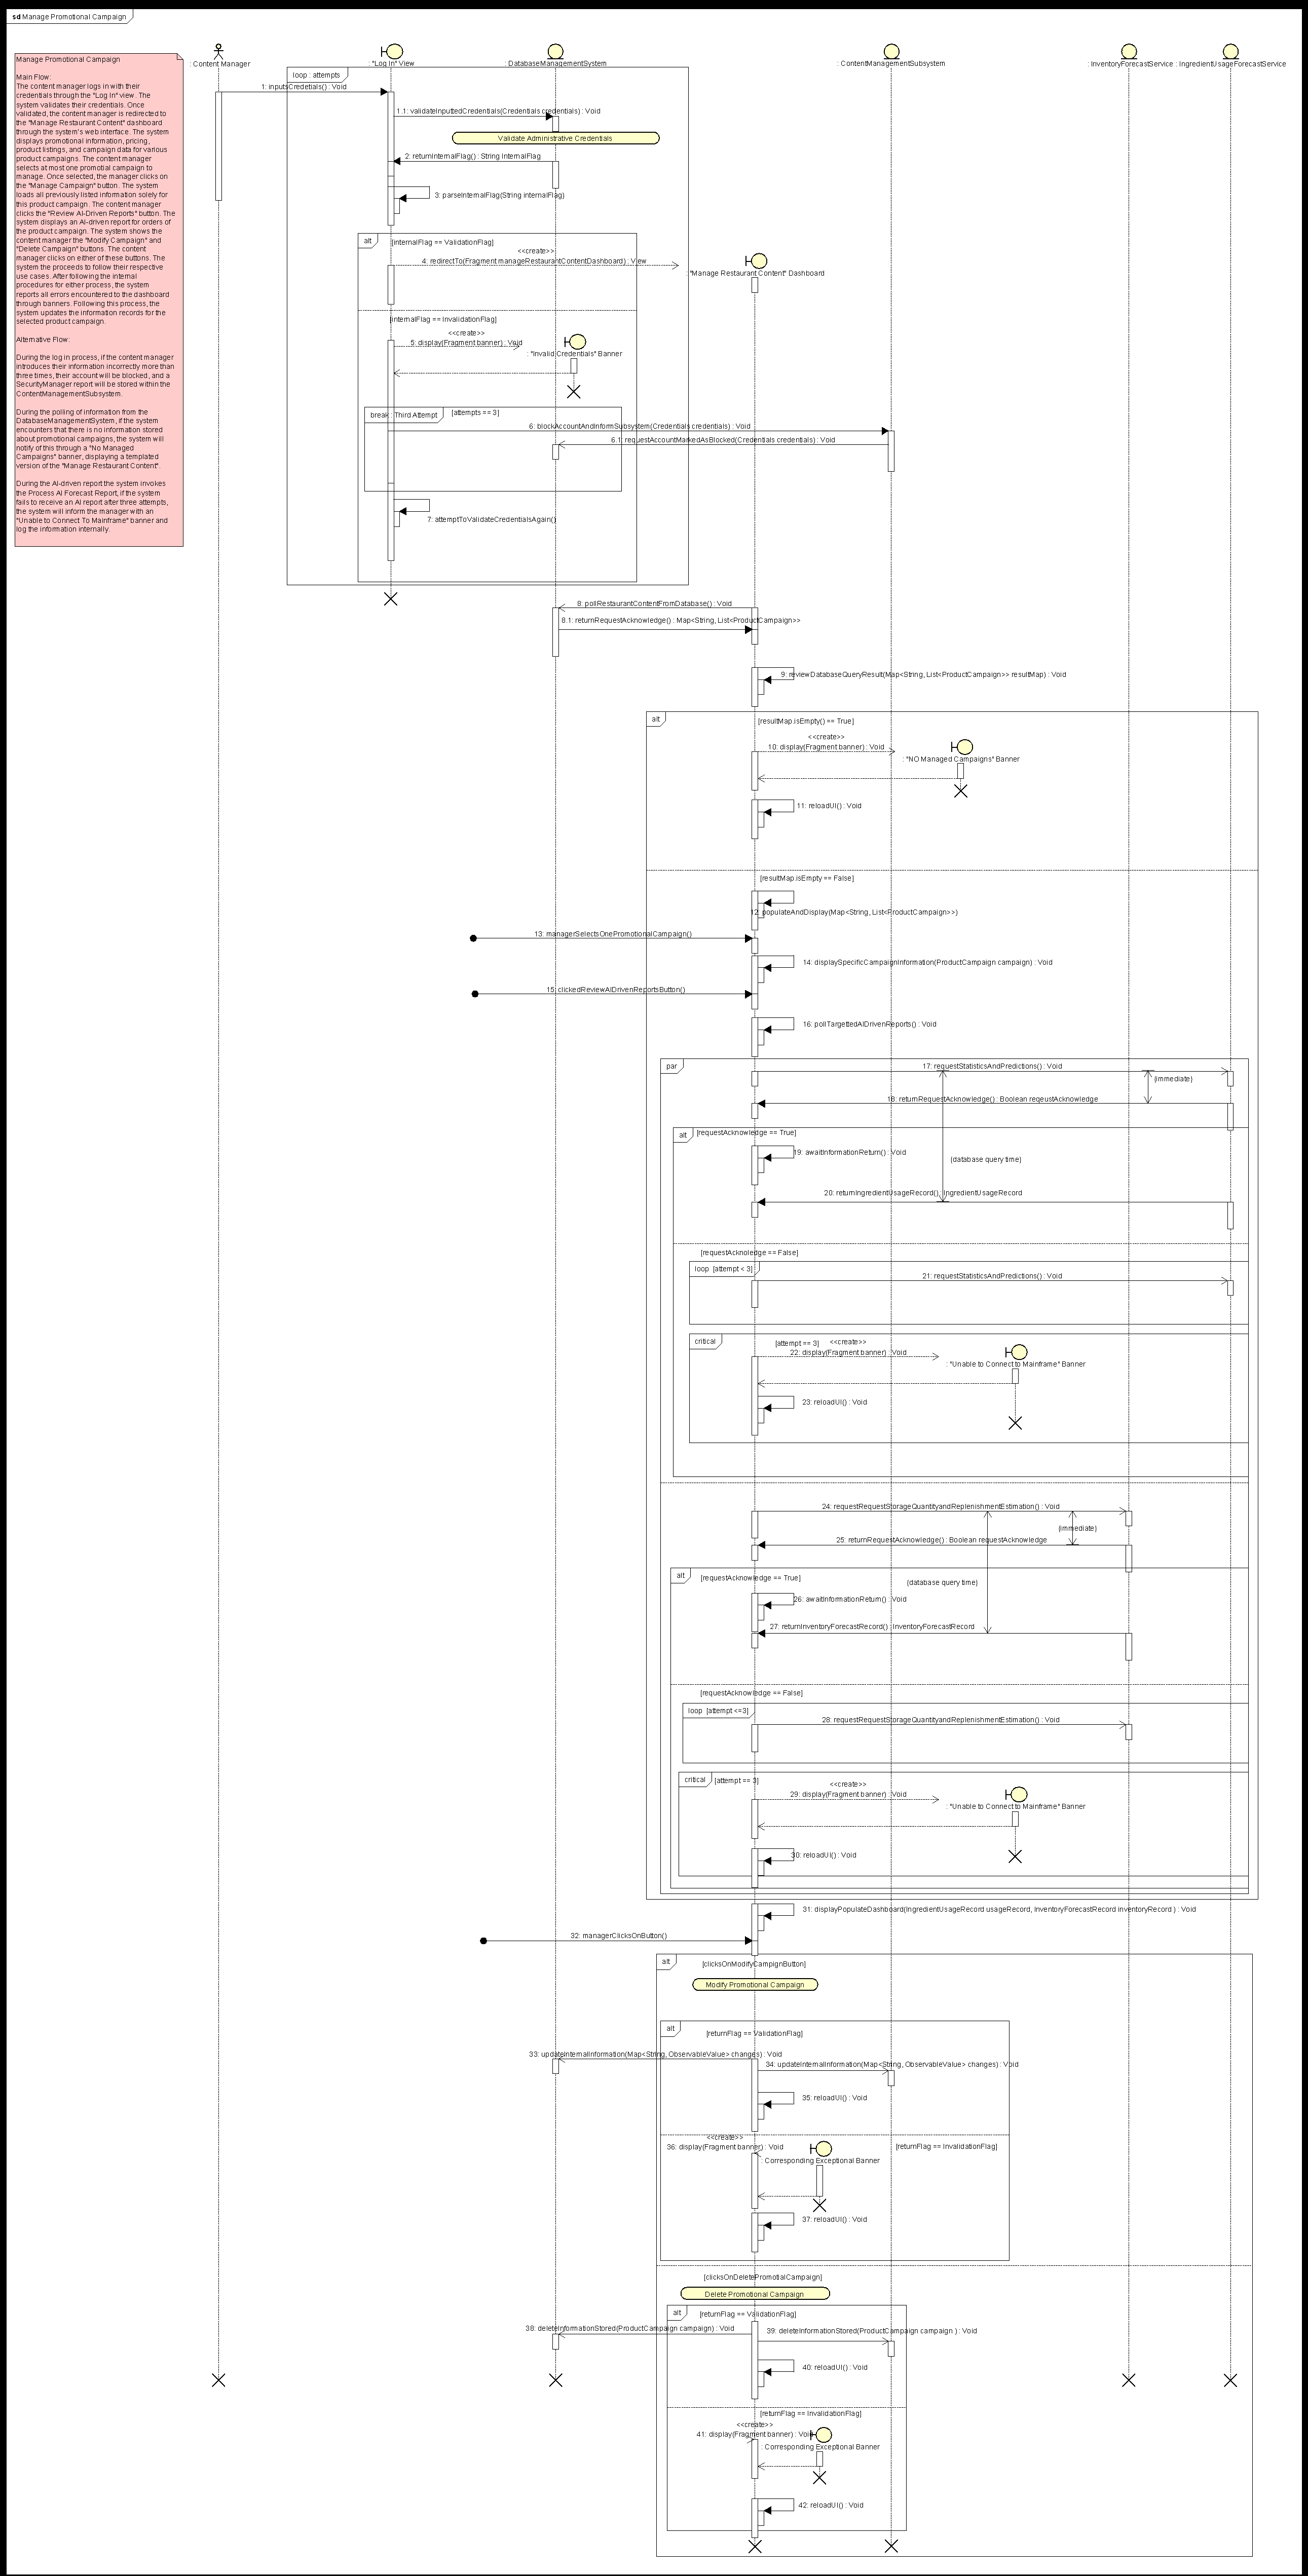 sd Manage Promotional Campaign
Manage Promotional Campaign
Main Flow:
The content manager logs in with their
credentials through the "Log In" view. The
system validates their credentials. Once
validated, the content manager is redirected to
the "Manage Restaurant Content" dashboard
through the system's web interface. The system
displays promotional information, pricing,
product listings, and campaign data for various
product campaigns. The content manager
selects at most one promotial campaign to
manage. Once selected, the manager clicks on
the "Manage Campaign" button. The system
loads all previously listed information solely for
this product campaign. The content manager
clicks the "Review AI-Driven Reports" button. The
system displays an AI-driven report for orders of
the product campaign. The system shows the
content manager the "Modify Campaign" and
"Delete Campaign" buttons. The content
manager clicks on either of these buttons. The
system the proceeds to follow their respective
use cases. After following the internal
procedures for either process, the system
reports all errors encountered to the dashboard
through banners. Following this process, the
system updates the information records for the
selected product campaign.
Alternative Flow:
During the log in process, if the content manager
introduces their information incorrectly more than
three times, their account will be blocked, and a
SecurityManager report will be stored within the
ContentManagementSubsystem.
During the polling of information from the
DatabaseManagementSystem, if the system
encounters that there is no information stored
about promotional campaigns, the system will
notify of this through a "No Managed
Campaigns" banner, displaying a templated
version of the "Manage Restaurant Content".
During the AI-driven report the system invokes
the Process AI Forecast Report, if the system
fails to receive an AI report after three attempts,
the system will inform the manager with an
"Unable to Connect To Mainframe" banner and
log the information internally.
: Content Manager
: "Log In" View
: DatabaseManagementSystem
: ContentManagementSubsystem
: InventoryForecastService
: IngredientUsageForecastService
loop : attempts
1: inputsCredetials() : Void
1.1: validateInputtedCredentials(Credentials credentials) : Void
Validate Administrative Credentials
2: returnInternalFlag() : String InternalFlag
3: parseInternalFlag(String internalFlag)
alt
[internalFlag == ValidationFlag]
<<create>>
4: redirectTo(Fragment manageRestaurantContentDashboard) : View
: "Manage Restaurant Content" Dashboard
[internalFlag == InvalidationFlag]
<<create>>
5: display(Fragment banner) : Void
: "Invalid Credentials" Banner
break : Third Attempt
[attempts == 3]
6: blockAccountAndInformSubsystem(Credentials credentials) : Void
6.1: requestAccountMarkedAsBlocked(Credentials credentials) : Void
7: attemptToValidateCredentialsAgain()
8: pollRestaurantContentFromDatabase() : Void
8.1: returnRequestAcknowledge() : Map<String, List<ProductCampaign>>
9: reviewDatabaseQueryResult(Map<String, List<ProductCampaign>> resultMap) : Void
alt
[resultMap.isEmpty() == True]
<<create>>
10: display(Fragment banner) : Void
: "NO Managed Campaigns" Banner
11: reloadUI() : Void
[resultMap.isEmpty == False]
12: populateAndDisplay(Map<String, List<ProductCampaign>>)
13: managerSelectsOnePromotionalCampaign()
14: displaySpecificCampaignInformation(ProductCampaign campaign) : Void
15: clickedReviewAIDrivenReportsButton()
16: pollTargettedAIDrivenReports() : Void
par
17: requestStatisticsAndPredictions() : Void
{immediate}
18: returnRequestAcknowledge() : Boolean reqeustAcknowledge
alt
[requestAcknowledge == True]
19: awaitInformationReturn() : Void
{database query time}
20: returnIngredientUsageRecord() : IngredientUsageRecord
[requestAcknoledge == False]
loop [attempt < 3]
21: requestStatisticsAndPredictions() : Void
critical
[attempt == 3]
<<create>>
22: display(Fragment banner) : Void
: "Unable to Connect to Mainframe" Banner
23: reloadUI() : Void
24: requestRequestStorageQuantityandReplenishmentEstimation() : Void
{immediate}
25: returnRequestAcknowledge() : Boolean requestAcknowledge
alt
[requestAcknowledge == True]
{database query time}
26: awaitInformationReturn() : Void
27: returnInventoryForecastRecord() : InventoryForecastRecord
[requestAcknowledge == False]
loop [attempt <=3]
28: requestRequestStorageQuantityandReplenishmentEstimation() : Void
critical
[attempt == 3]
<<create>>
29: display(Fragment banner) : Void
: "Unable to Connect to Mainframe" Banner
30: reloadUI() : Void
31: displayPopulateDashboard(IngredientUsageRecord usageRecord, InventoryForecastRecord inventoryRecord ) : Void
32: managerClicksOnButton()
alt
[clicksOnModifyCampignButton]
Modify Promotional Campaign
alt
[returnFlag == ValidationFlag]
33: updateInternalInformation(Map<String, ObservableValue> changes) : Void
34: updateInternalInformation(Map<String, ObservableValue> changes) : Void
35: reloadUI() : Void
<<create>>
36: display(Fragment banner) : Void
[returnFlag == InvalidationFlag]
: Corresponding Exceptional Banner
37: reloadUI() : Void
[clicksOnDeletePromotialCampaign]
Delete Promotional Campaign
alt
[returnFlag == ValidationFlag]
38: deleteInformationStored(ProductCampaign campaign) : Void
39: deleteInformationStored(ProductCampaign campaign ) : Void
40: reloadUI() : Void
[returnFlag == InvalidationFlag]
<<create>>
41: display(Fragment banner) : Void
: Corresponding Exceptional Banner
42: reloadUI() : Void